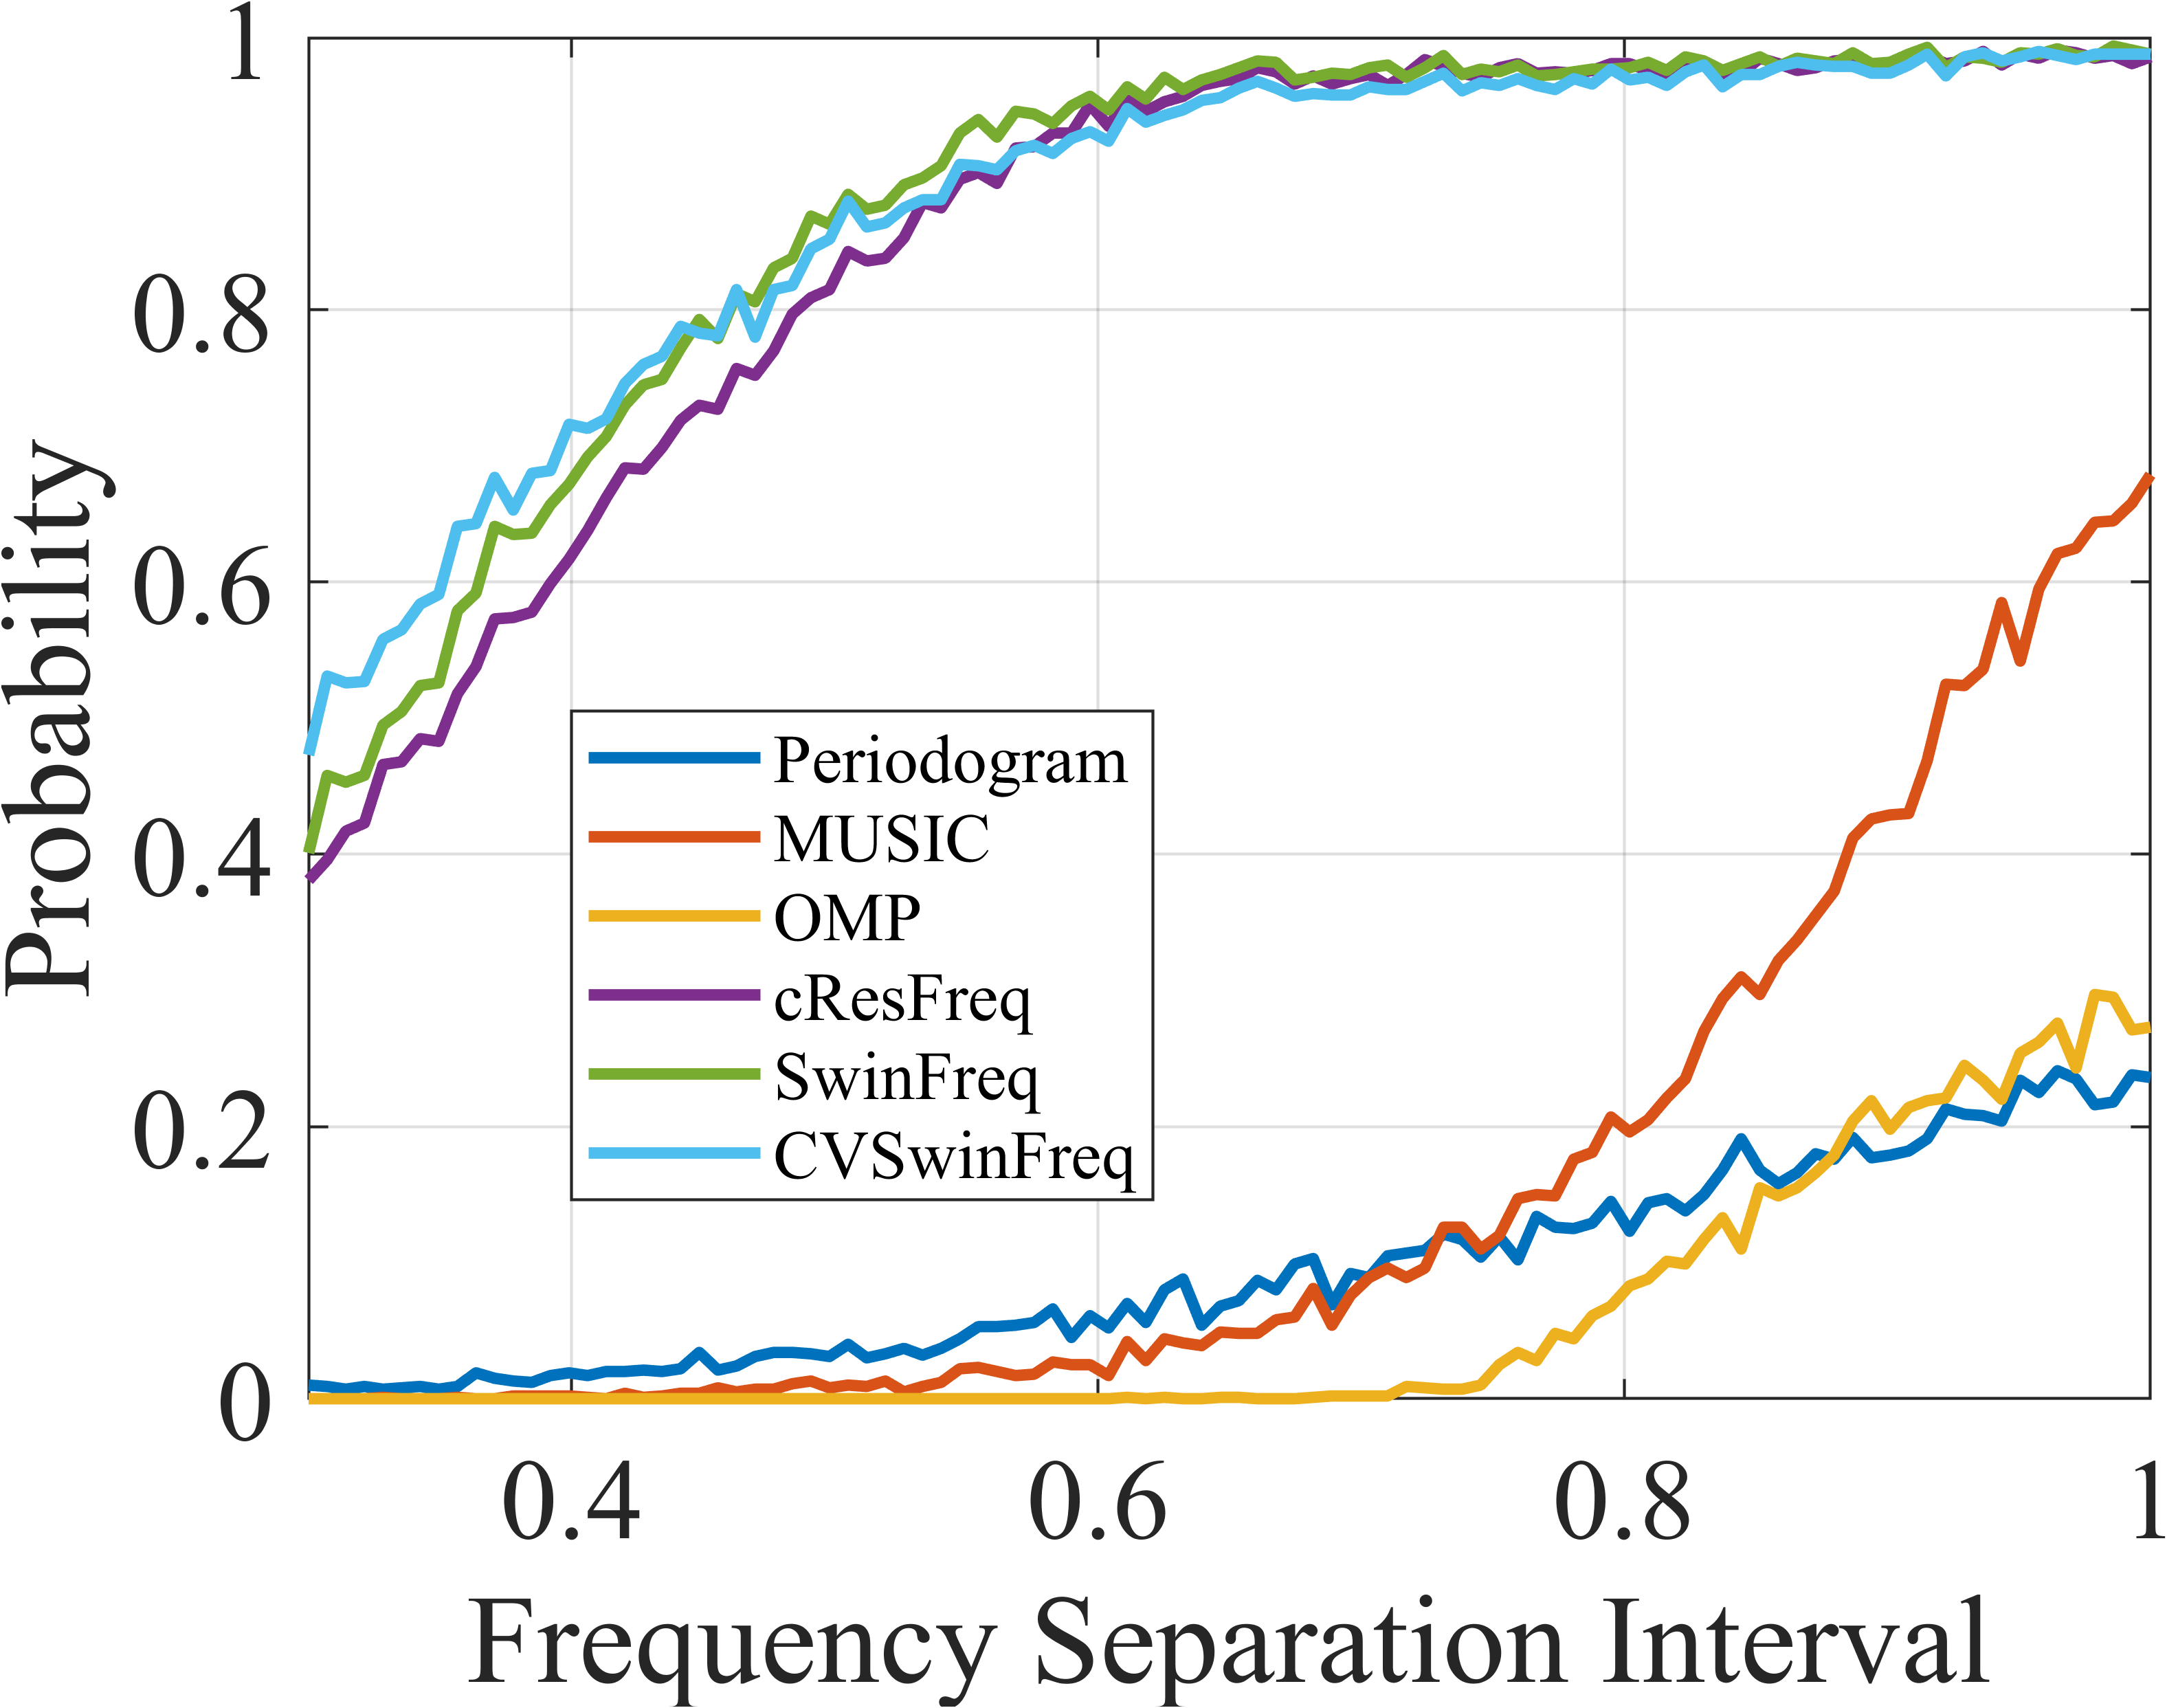 Probability
1
0.8
0.6
0.4
0.2
0
Periodogram
MUSIC
OMP
cResFreq
SwinFreq
CVSwinFreq
0.4 0.6 0.8 1
Frequency Separation Interval